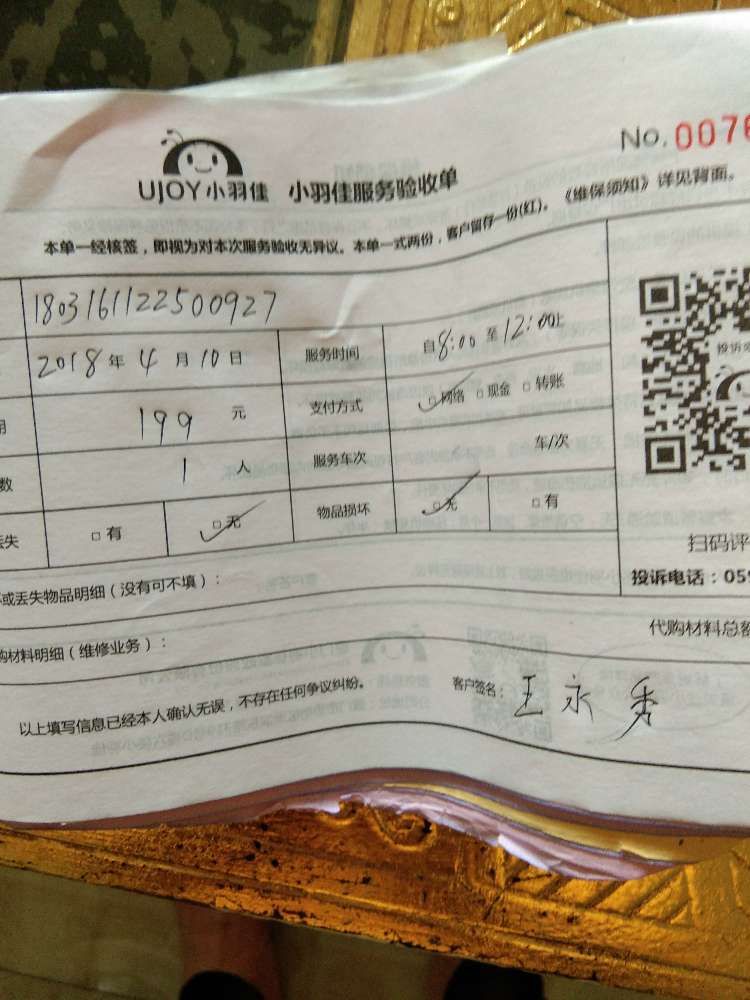 No. 0076
UJOY小羽佳 小羽佳服务验收单
本单一经核签，即视为对本次服务验收无异议。本单一式两份，客户留存一份(红)。《维保须知》详见背面。
180316112250092​7
2018年4月10日 服务时间 自8:00至12:00止
199元 支付方式 □网络 □现金 □转账
数 1人 服务车次 车/次
丢失 □有 □无 物品损坏 □无 □有
扫码评
或丢失物品明细（没有可不填）： 投诉电话：059
购材料明细（维修业务）： 代购材料总额
以上填写信息已经本人确认无误，不存在任何争议纠纷。 客户签名：王永秀